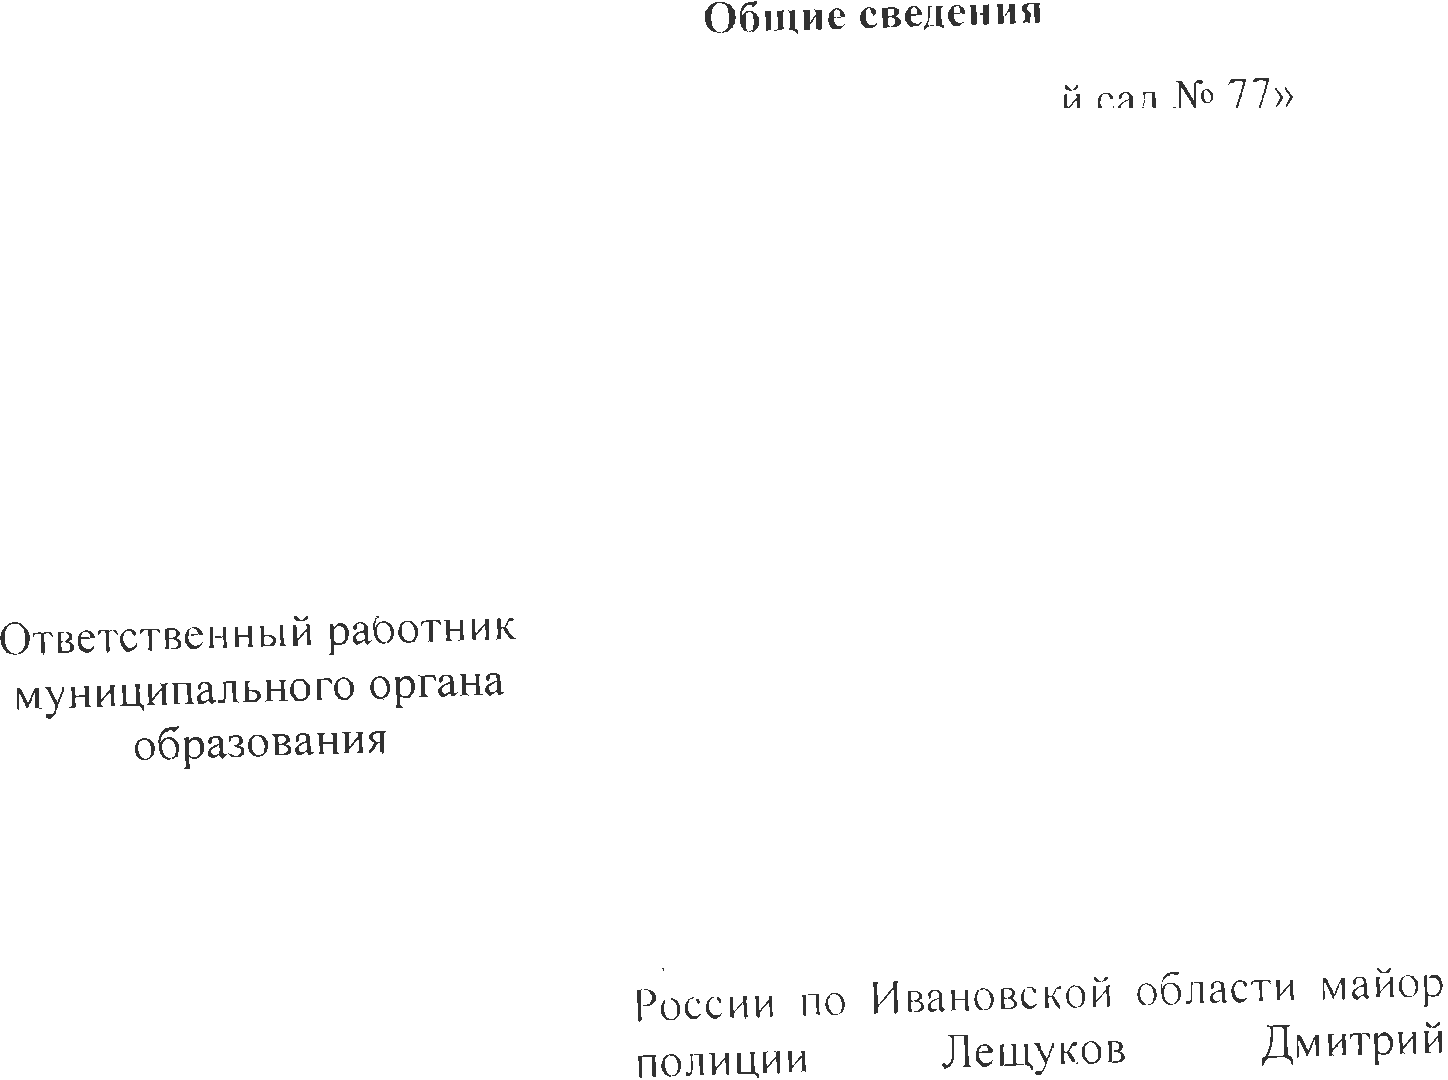 Общие сведения
й сад № 77»
Ответственный работник
муниципального органа
образования
России по Ивановской области майор
полиции Лещуков Дмитрий